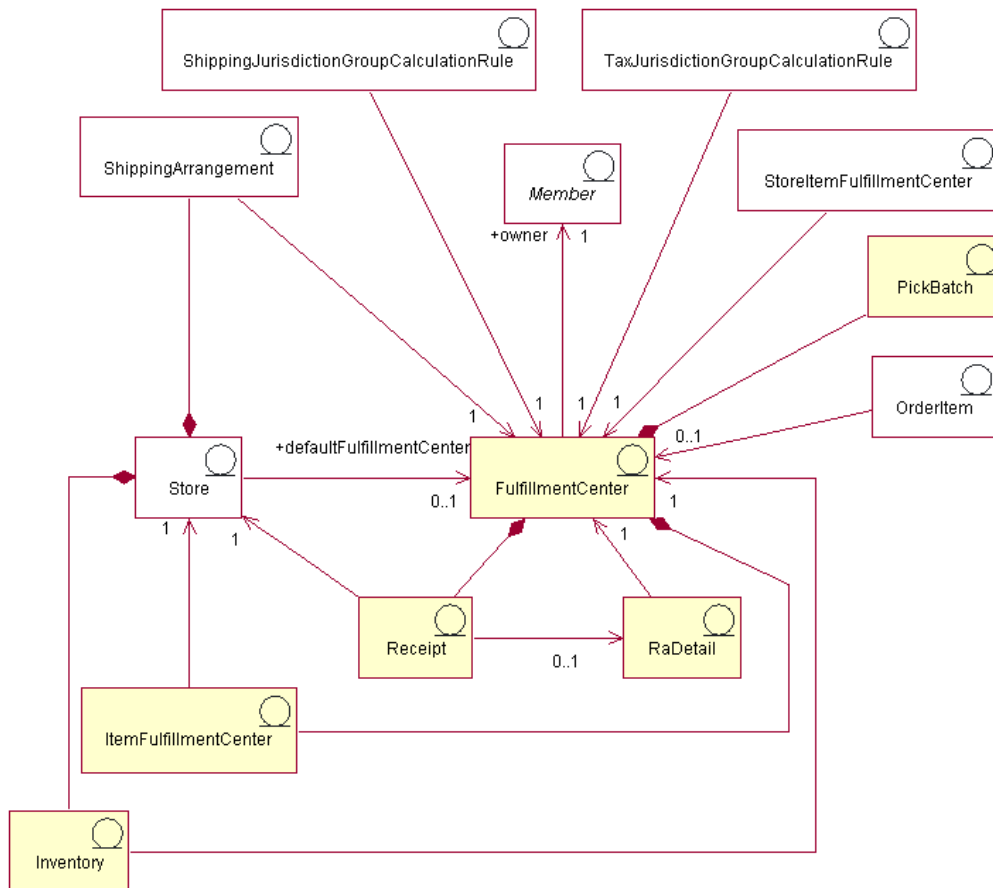 ShippingJurisdictionGroupCalculationRule
TaxJurisdictionGroupCalculationRule
ShippingArrangement
Member
StoreItemFulfillmentCenter
+owner 1
PickBatch
OrderItem
1 1 1 1
0..1
+defaultFulfillmentCenter
Store
FulfillmentCenter
0..1
1
1 1 1
Receipt
RaDetail
0..1
ItemFulfillmentCenter
Inventory